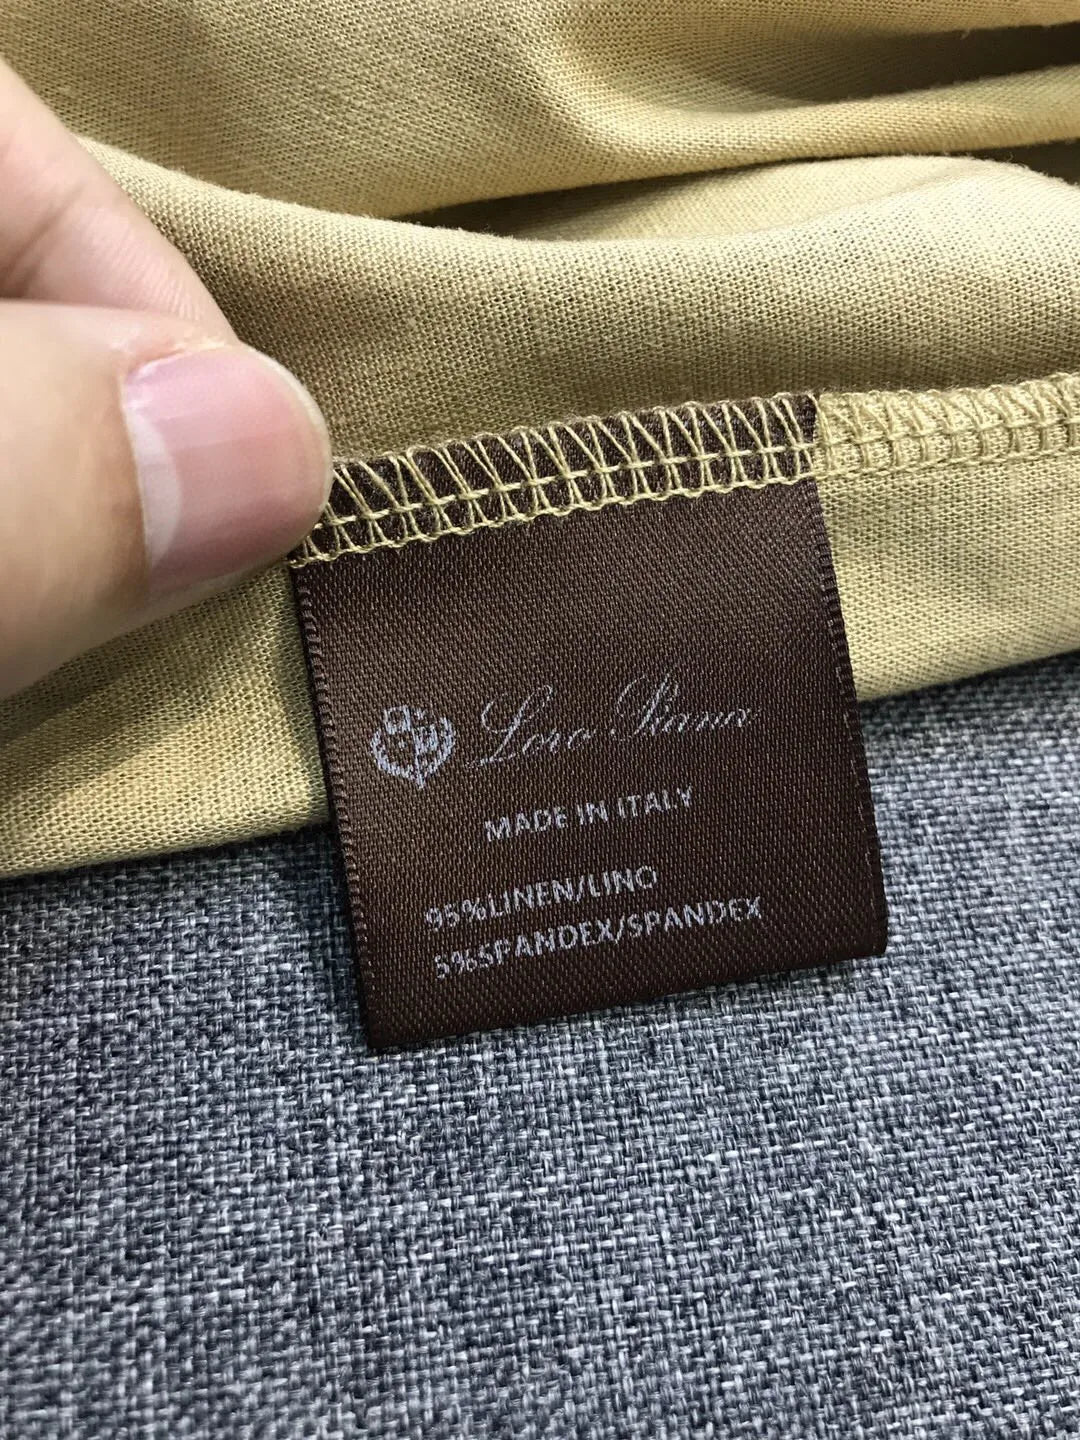 Loro Piana
MADE IN ITALY
95%LINEN/LINO
5%SPANDEX/SPANDEX